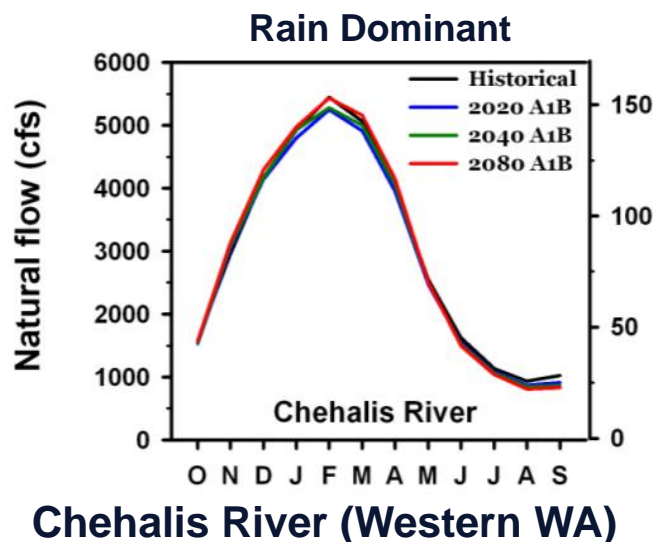 Rain Dominant
Natural flow (cfs)
6000
5000
4000
3000
2000
1000
0
150
100
50
0
Historical
2020 A1B
2040 A1B
2080 A1B
Chehalis River
O N D J F M A M J J A S
Chehalis River (Western WA)